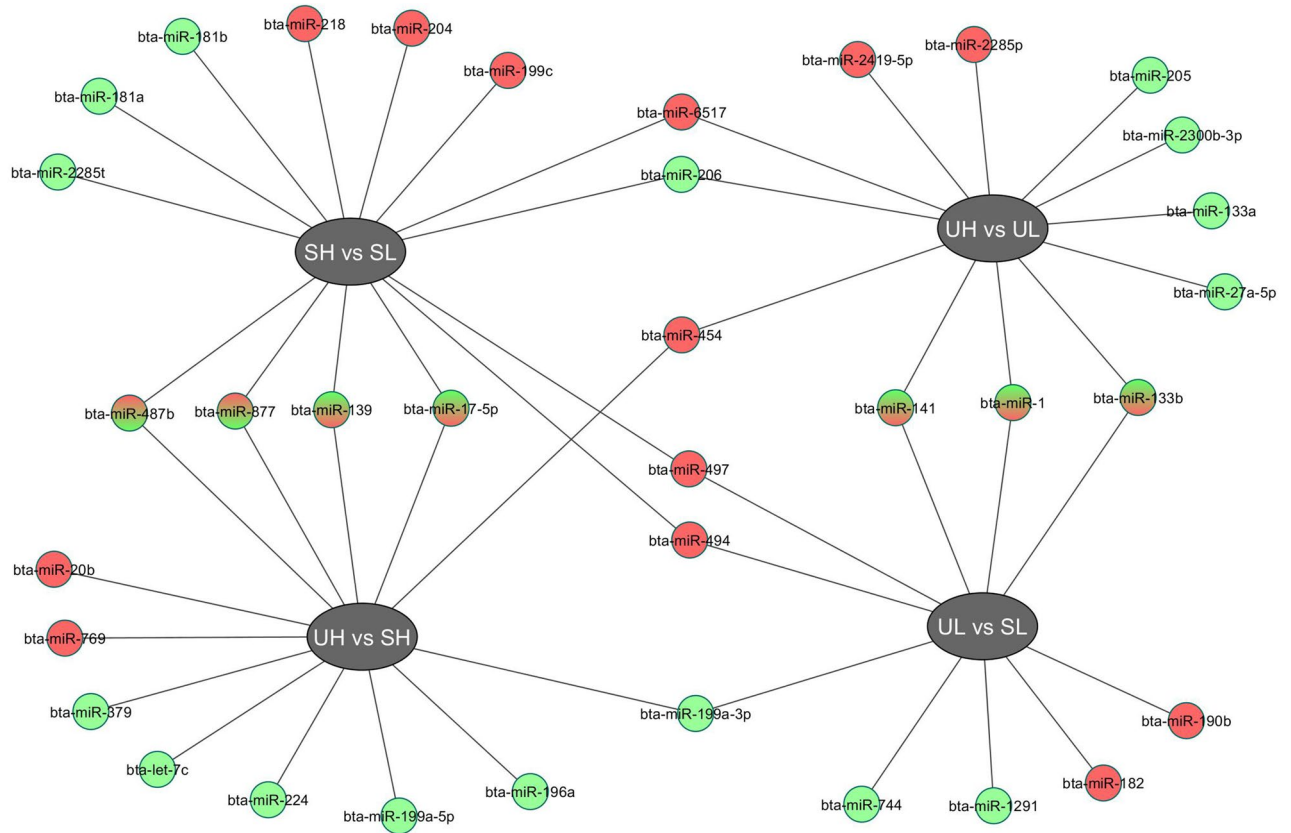 bta-miR-218
bta-miR-204
bta-miR-181b
bta-miR-2285p
bta-miR-2419-5p
bta-miR-199c
bta-miR-205
bta-miR-181a
bta-miR-6517
bta-miR-2300b-3p
bta-miR-2285t
bta-miR-206
bta-miR-133a
UH vs UL
SH vs SL
bta-miR-27a-5p
bta-miR-454
bta-miR-133b
bta-miR-1
bta-miR-141
bta-miR-487b
bta-miR-877
bta-miR-139
bta-miR-17-5p
bta-miR-497
bta-miR-494
bta-miR-20b
UL vs SL
UH vs SH
bta-miR-769
bta-miR-379
bta-miR-199a-3p
bta-miR-190b
bta-let-7c
bta-miR-182
bta-miR-196a
bta-miR-224
bta-miR-744
bta-miR-1291
bta-miR-199a-5p